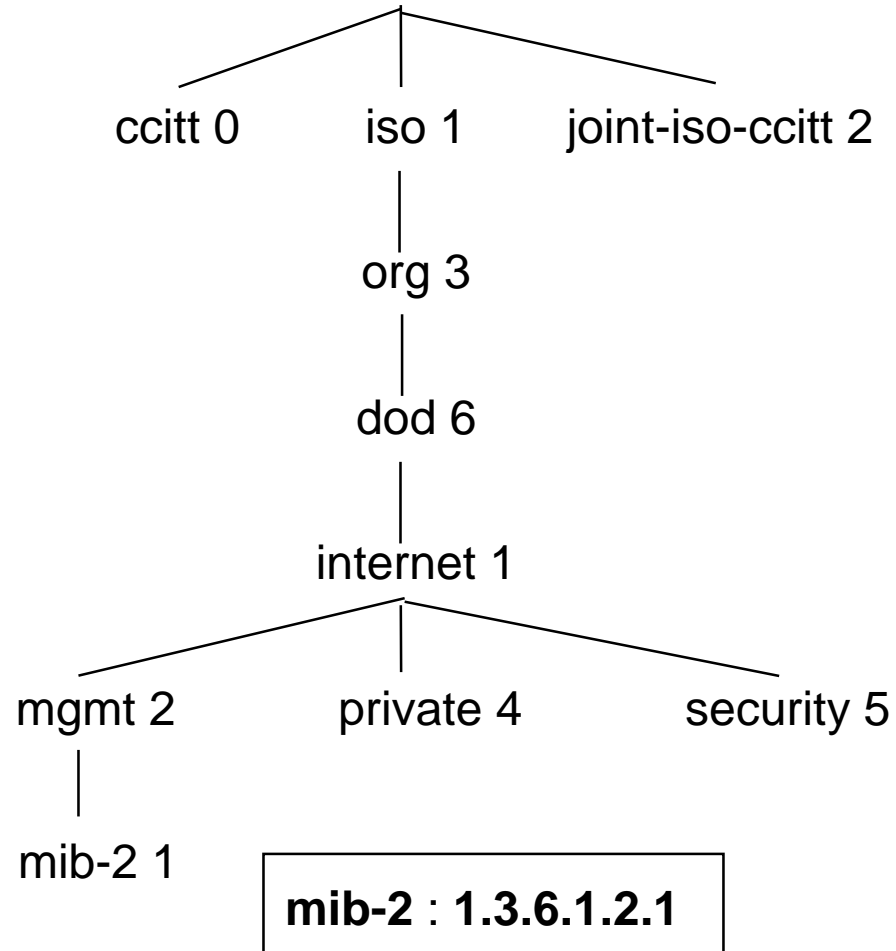 ccitt 0 iso 1 joint-iso-ccitt 2
org 3
dod 6
internet 1
mgmt 2 private 4 security 5
mib-2 1
mib-2 : 1.3.6.1.2.1